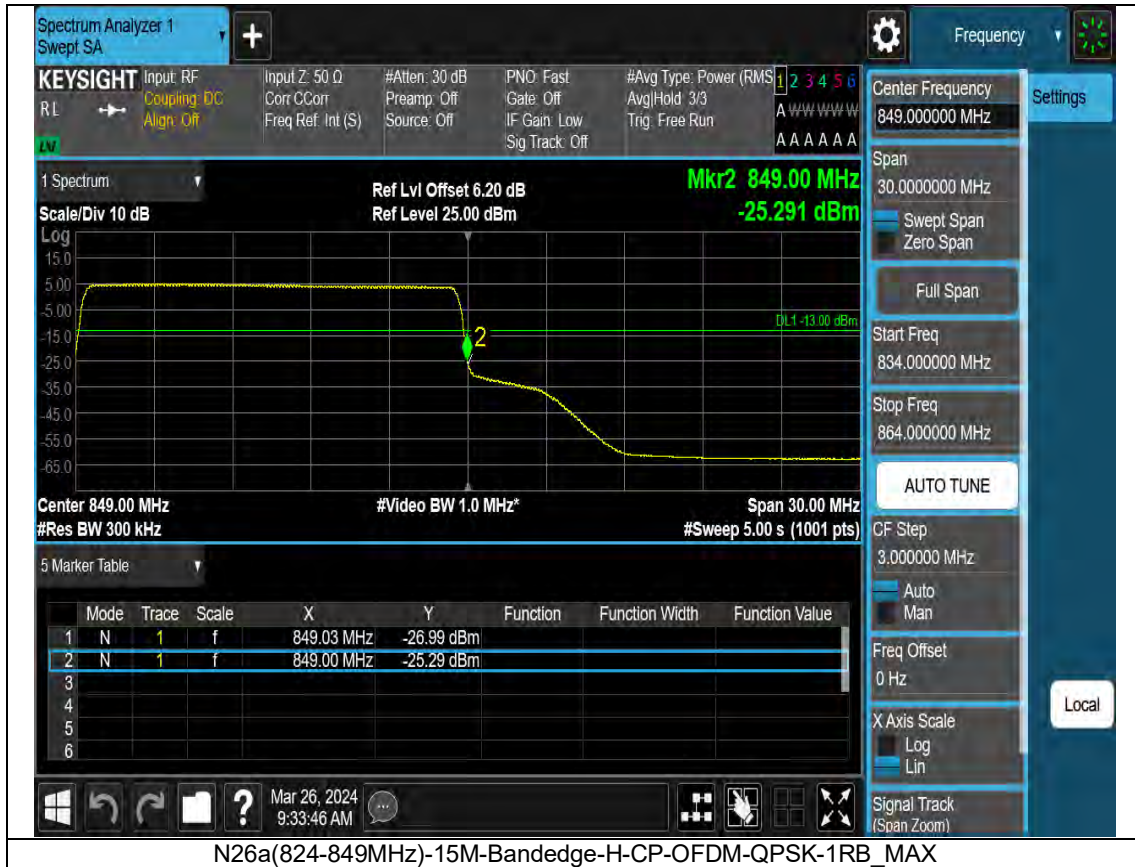 Spectrum Analyzer 1
Swept SA
+
Frequency
KEYSIGHT Input: RF
RL
Coupling: DC
Align: Off
Input Z: 50 Ω
Corr CCorr
Freq Ref: Int (S)
#Atten: 30 dB
Preamp: Off
Source: Off
PNO: Fast
Gate: Off
IF Gain: Low
Sig Track: Off
#Avg Type: Power (RMS
Avg|Hold: 3/3
Trig: Free Run
1 2 3 4 5 6
A W W W W W
A A A A A A
1 Spectrum
Scale/Div 10 dB
Ref Lvl Offset 6.20 dB
Ref Level 25.00 dBm
Mkr2 849.00 MHz
-25.291 dBm
Log
15.0
5.00
-5.00
-15.0
-25.0
-35.0
-45.0
-55.0
-65.0
DL1 -13.00 dBm
2
Center 849.00 MHz
#Video BW 1.0 MHz*
Span 30.00 MHz
#Res BW 300 kHz
#Sweep 5.00 s (1001 pts)
5 Marker Table
Mode Trace Scale X Y Function Function Width Function Value
1 N 1 f 849.03 MHz -26.99 dBm
2 N 1 f 849.00 MHz -25.29 dBm
3
4
5
6
?
Mar 26, 2024
9:33:46 AM
Center Frequency
849.000000 MHz
Settings
Span
30.0000000 MHz
Swept Span
Zero Span
Full Span
Start Freq
834.000000 MHz
Stop Freq
864.000000 MHz
AUTO TUNE
CF Step
3.000000 MHz
Auto
Man
Freq Offset
0 Hz
X Axis Scale
Log
Lin
Local
Signal Track
(Span Zoom)
N26a(824-849MHz)-15M-Bandedge-H-CP-OFDM-QPSK-1RB_MAX